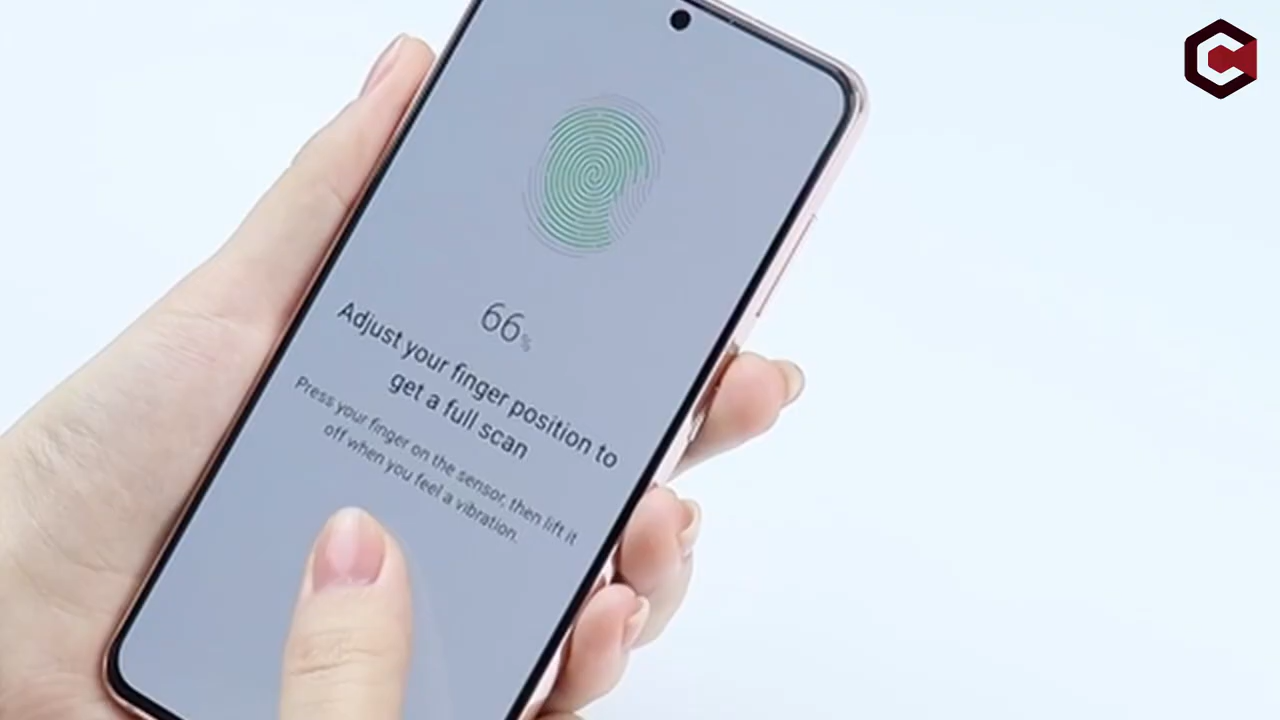 66%
Adjust your finger position to
get a full scan
Press your finger on the sensor, then lift it
off when you feel a vibration.